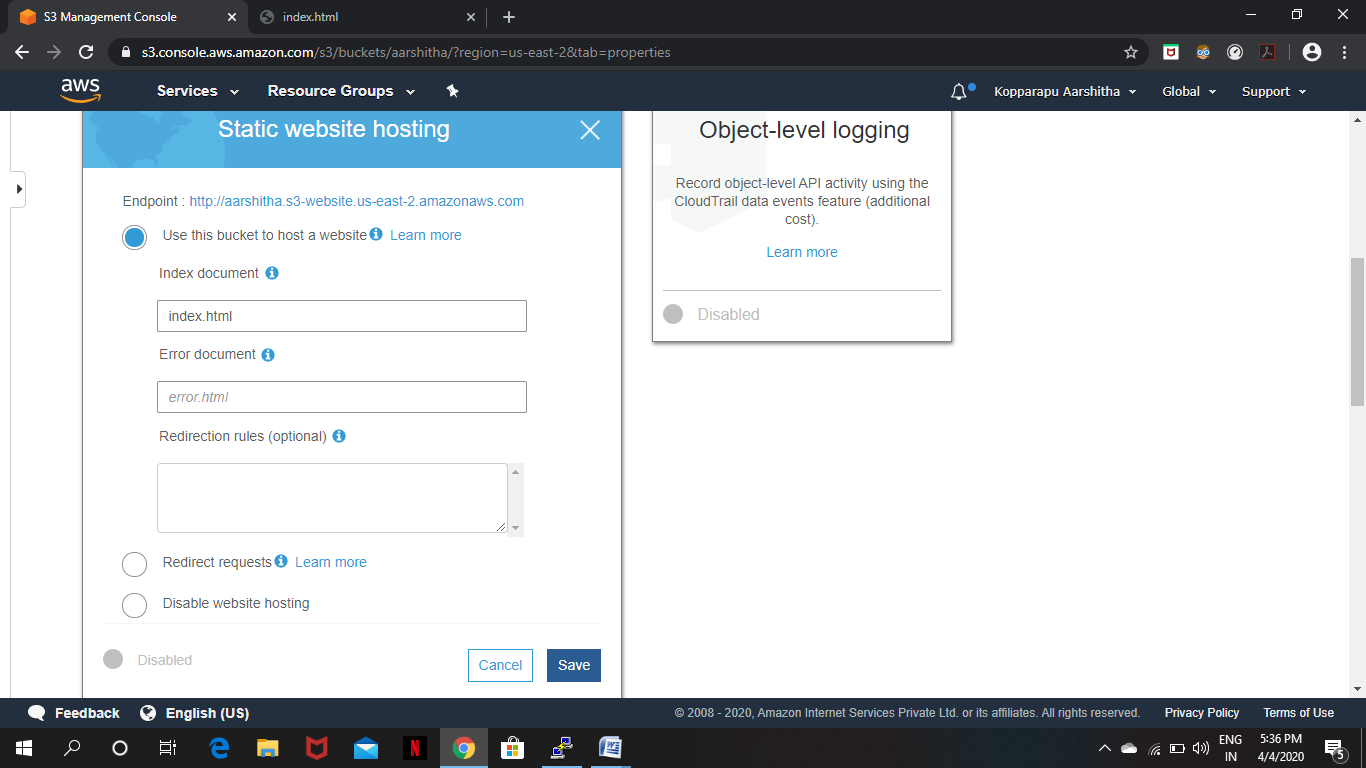 S3 Management Console
index.html
s3.console.aws.amazon.com/s3/buckets/aarshitha/?region=us-east-2&tab=properties
aws
Services
Resource Groups
Kopparapu Aarshitha
Global
Support
Static website hosting
Endpoint : http://aarshitha.s3-website.us-east-2.amazonaws.com
Use this bucket to host a website Learn more
Index document
index.html
Error document
error.html
Redirection rules (optional)
Redirect requests Learn more
Disable website hosting
Disabled
Cancel
Save
Object-level logging
Record object-level API activity using the
CloudTrail data events feature (additional
cost).
Learn more
Disabled
Feedback
English (US)
© 2008 - 2020, Amazon Internet Services Private Ltd. or its affiliates. All rights reserved.
Privacy Policy
Terms of Use
N
W
ENG
IN
5:36 PM
4/4/2020
5